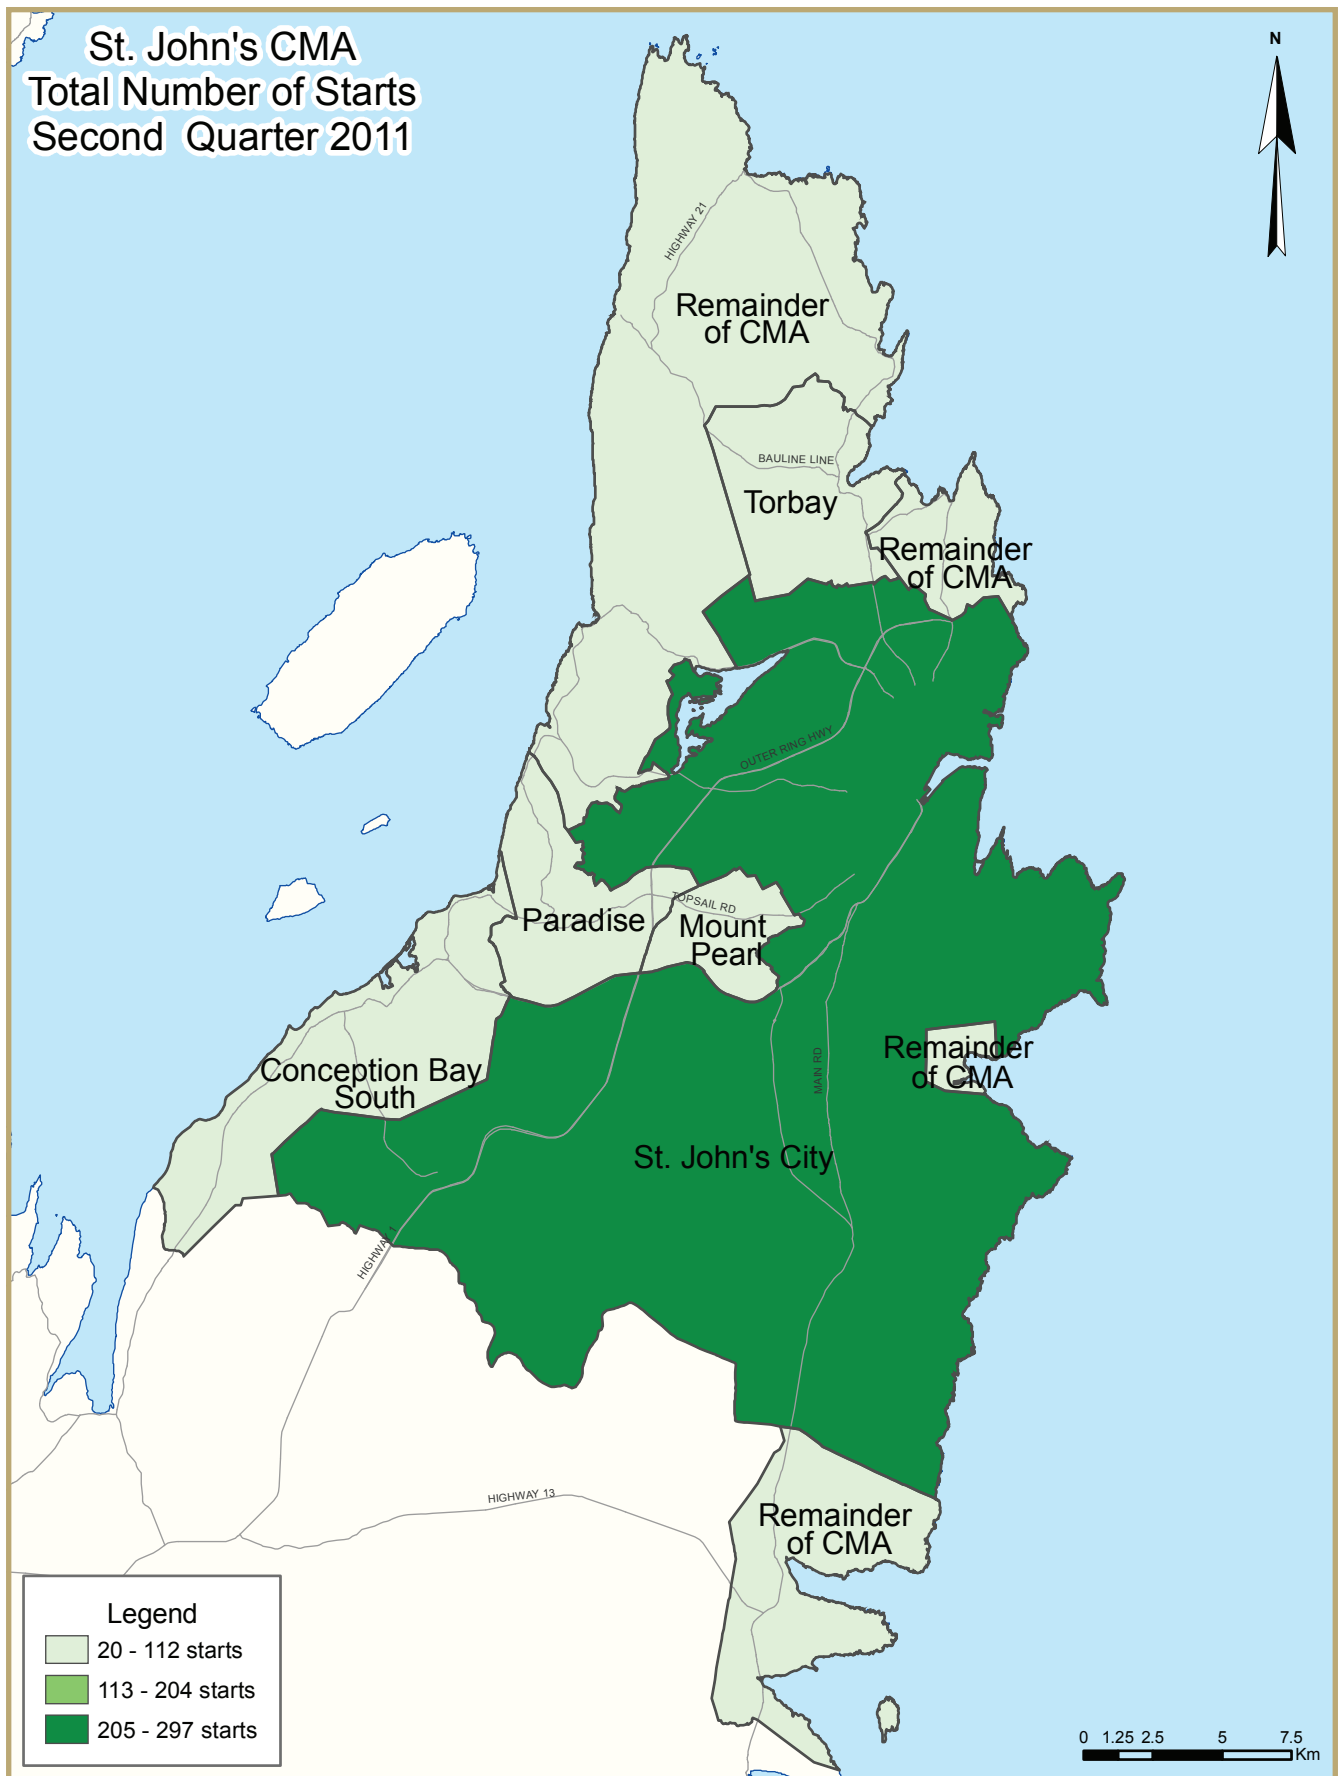 St. John's CMA
Total Number of Starts
Second Quarter 2011
N
HIGHWAY 21
Remainder
of CMA
BAULINE LINE
Torbay
Remainder
of CMA
OUTER RING HWY
TOPSAIL RD
Paradise
Mount
Pearl
Conception Bay
South
MAIN RD
Remainder
of CMA
St. John's City
HIGHWAY 1
HIGHWAY 13
Remainder
of CMA
Legend
20 - 112 starts
113 - 204 starts
205 - 297 starts
0 1.25 2.5 5 7.5
Km